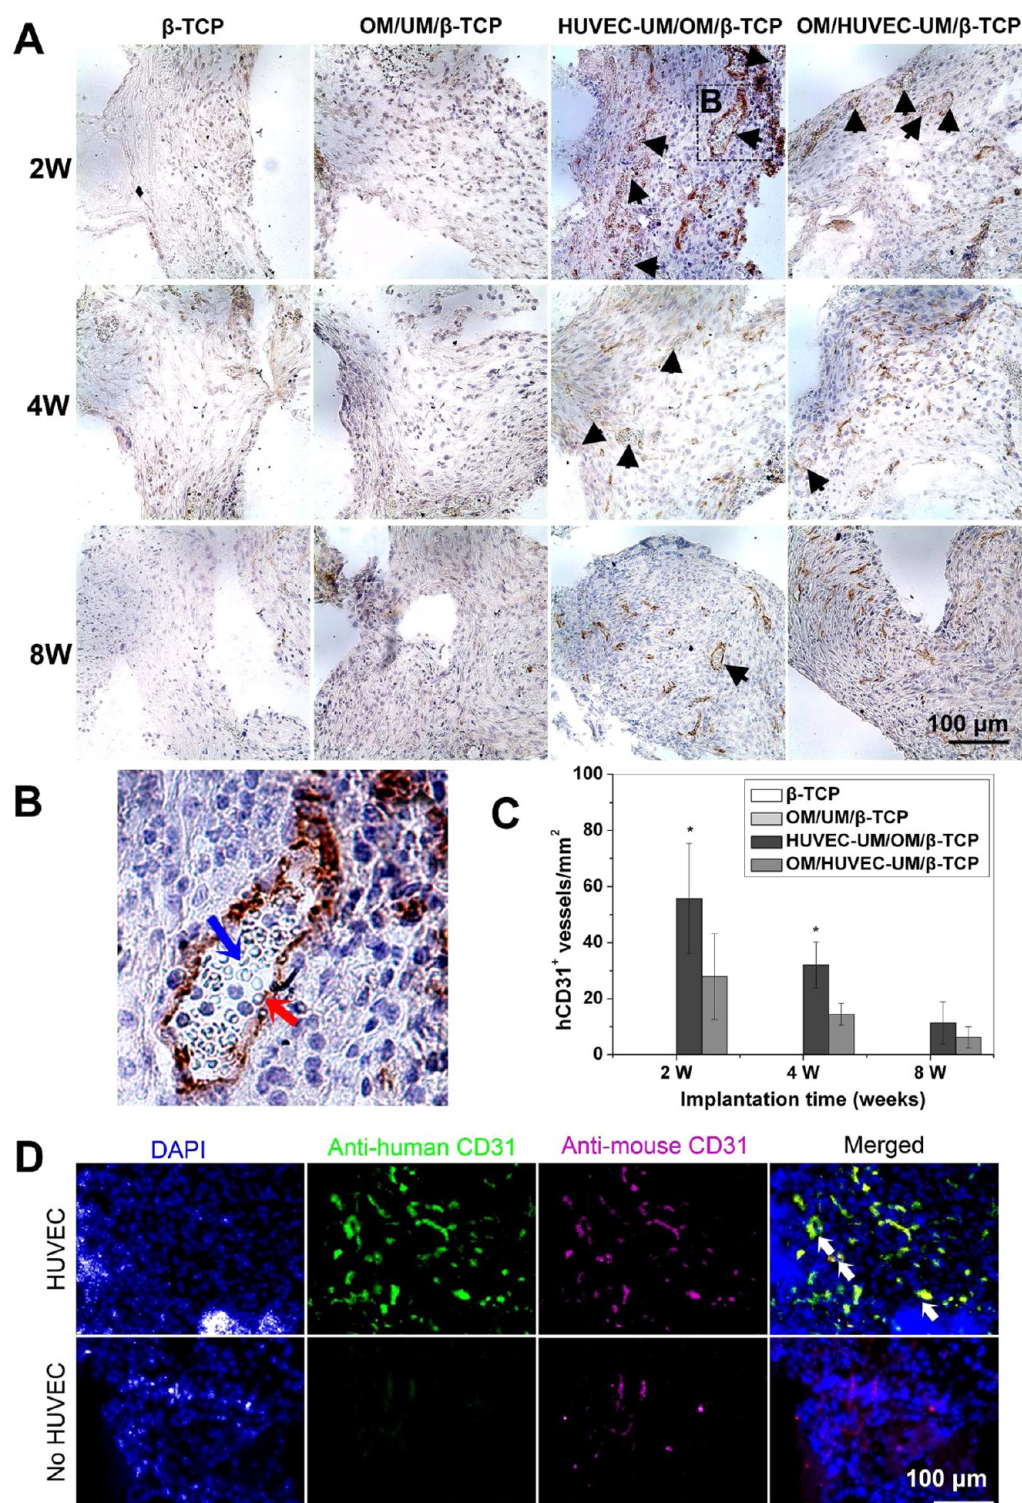 A
β-TCP OM/UM/β-TCP HUVEC-UM/OM/β-TCP OM/HUVEC-UM/β-TCP
B
2W
4W
8W
100 μm
B
C
hCD31⁺ vessels/mm²
100
80
60
40
20
0
β-TCP
OM/UM/β-TCP
HUVEC-UM/OM/β-TCP
OM/HUVEC-UM/β-TCP
*
*
2 W 4 W 8 W
Implantation time (weeks)
D
DAPI Anti-human CD31 Anti-mouse CD31 Merged
HUVEC
No HUVEC
100 μm